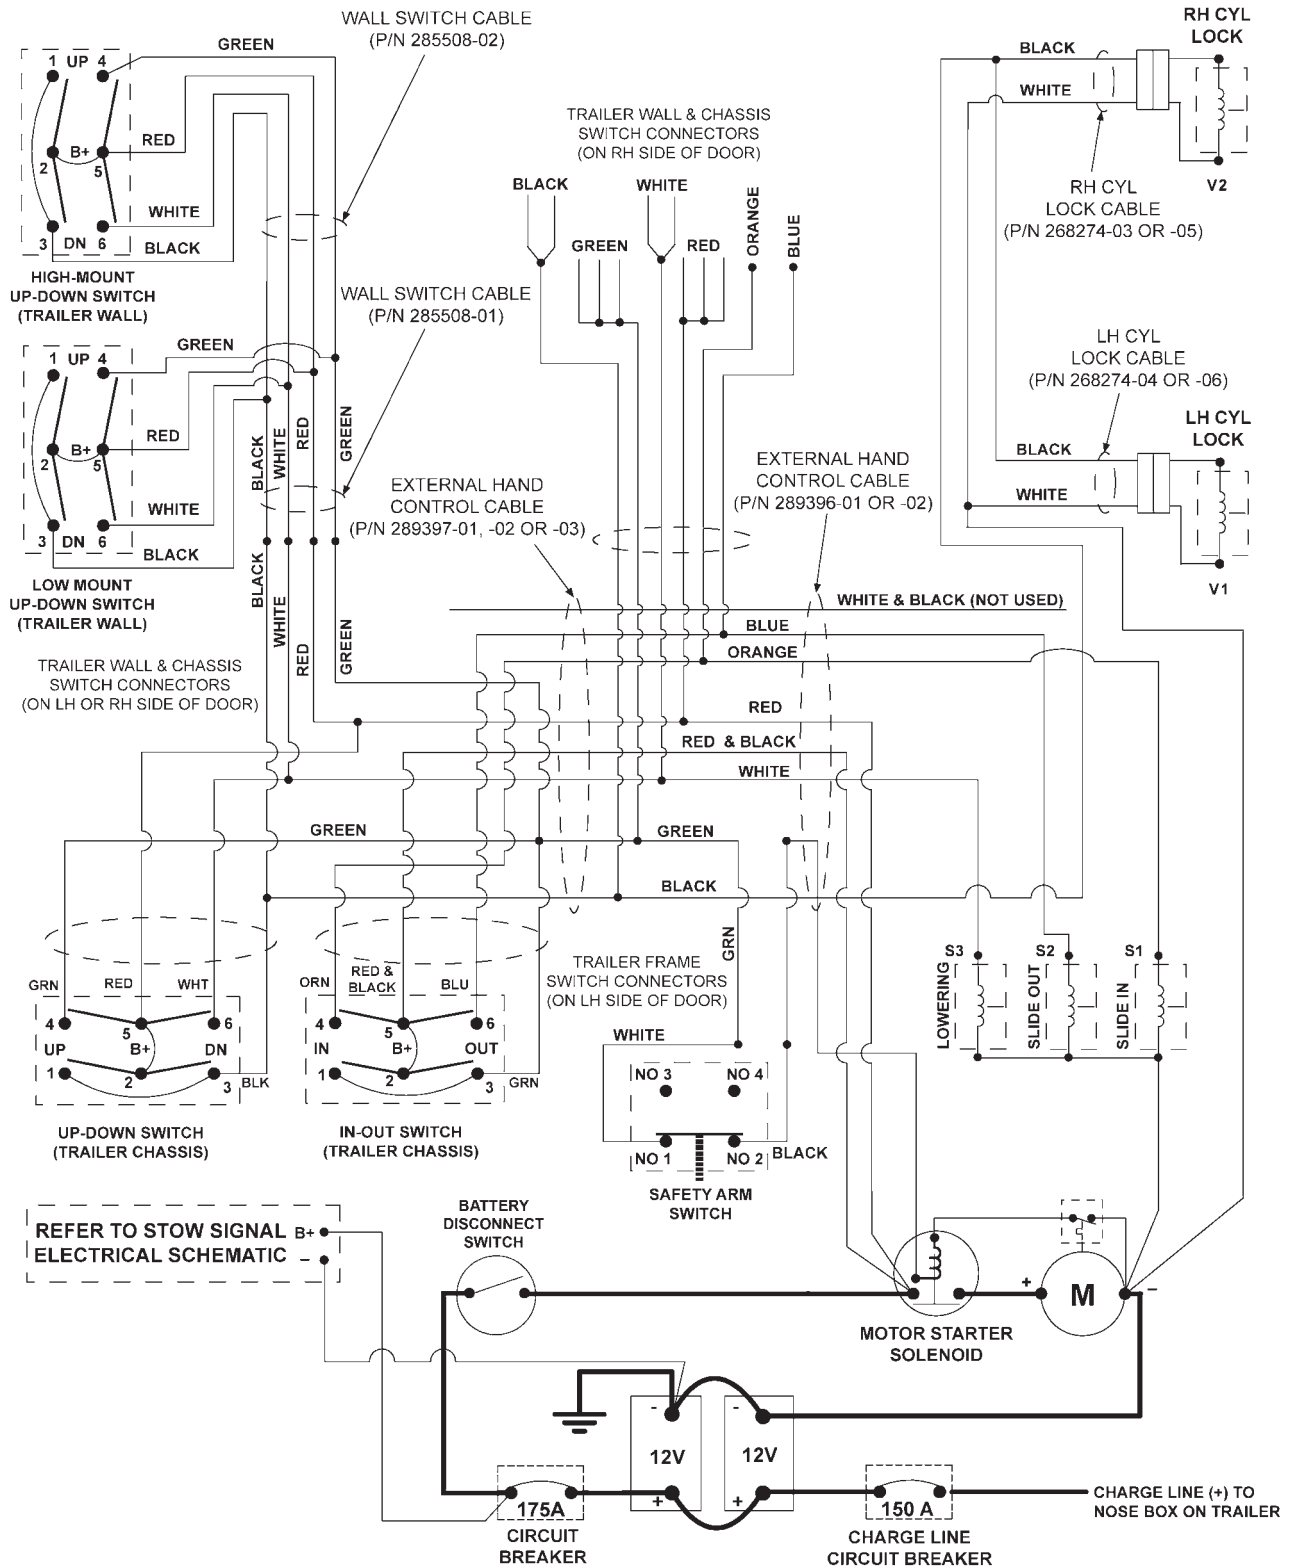 WALL SWITCH CABLE
(P/N 285508-02)
RH CYL
LOCK
GREEN
BLACK
1 UP 4
WHITE
TRAILER WALL & CHASSIS
SWITCH CONNECTORS
(ON RH SIDE OF DOOR)
RED
B+
2
5
BLACK
WHITE
ORANGE
BLUE
RH CYL
LOCK CABLE
(P/N 268274-03 OR -05)
V2
WHITE
3 DN 6
BLACK
GREEN
RED
HIGH-MOUNT
UP-DOWN SWITCH
(TRAILER WALL)
WALL SWITCH CABLE
(P/N 285508-01)
LH CYL
LOCK CABLE
(P/N 268274-04 OR -06)
GREEN
1 UP 4
LH CYL
LOCK
RED
B+
2
5
BLACK
WHITE
RED
GREEN
BLACK
WHITE
EXTERNAL HAND
CONTROL CABLE
(P/N 289397-01, -02 OR -03)
EXTERNAL HAND
CONTROL CABLE
(P/N 289396-01 OR -02)
WHITE
3 DN 6
BLACK
V1
LOW MOUNT
UP-DOWN SWITCH
(TRAILER WALL)
BLACK
WHITE
RED
GREEN
WHITE & BLACK (NOT USED)
BLUE
ORANGE
TRAILER WALL & CHASSIS
SWITCH CONNECTORS
(ON LH OR RH SIDE OF DOOR)
RED
RED & BLACK
WHITE
GREEN
GREEN
BLACK
GRN
TRAILER FRAME
SWITCH CONNECTORS
(ON LH SIDE OF DOOR)
S3
S2
S1
LOWERING
SLIDE OUT
SLIDE IN
GRN
RED
WHT
ORN
RED &
BLACK
BLU
4
5
6
UP
B+
DN
1
2
3
BLK
4
5
6
IN
B+
OUT
1
2
3
GRN
WHITE
NO 3
NO 4
NO 1
NO 2
BLACK
UP-DOWN SWITCH
(TRAILER CHASSIS)
IN-OUT SWITCH
(TRAILER CHASSIS)
SAFETY ARM
SWITCH
BATTERY
DISCONNECT
SWITCH
REFER TO STOW SIGNAL B+
ELECTRICAL SCHEMATIC -
+
M
-
MOTOR STARTER
SOLENOID
-
-
12V
12V
+
+
175A
150 A
CIRCUIT
BREAKER
CHARGE LINE
CIRCUIT BREAKER
CHARGE LINE (+) TO
NOSE BOX ON TRAILER